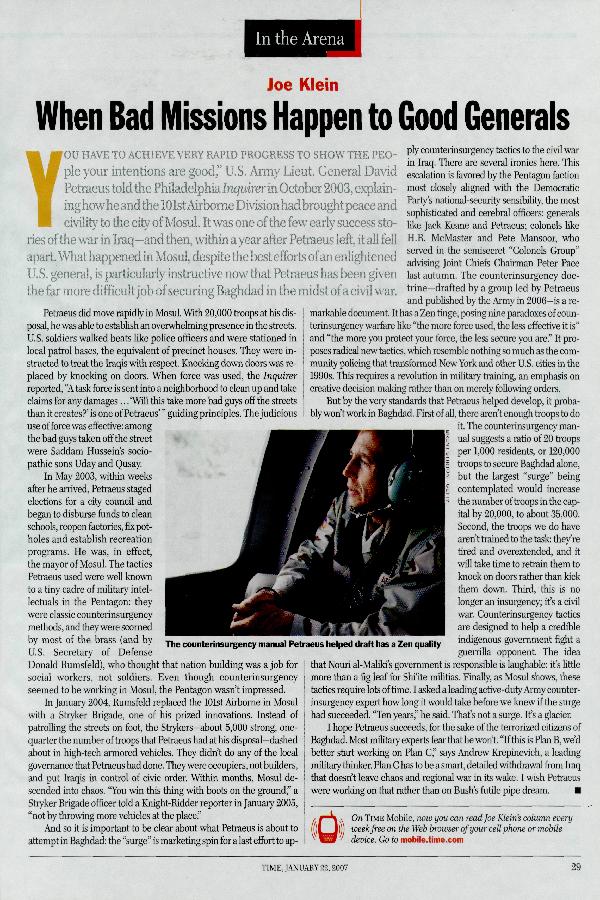 In the Arena
Joe Klein
When Bad Missions Happen to Good Generals
YOU HAVE TO ACHIEVE VERY RAPID PROGRESS TO SHOW THE PEO-
ple your intentions are good," U.S. Army Lieut. General David
Petraeus told the Philadelphia Inquirer in October 2003, explain-
ing how he and the 101st Airborne Division had brought peace and
civility to the city of Mosul. It was one of the few early success sto-
ries of the war in Iraq—and then, within a year after Petraeus left, it all fell
apart. What happened in Mosul, despite the best efforts of an enlightened
U.S. general, is particularly instructive now that Petraeus has been given
the far more difficult job of securing Baghdad in the midst of a civil war.
Petraeus did move rapidly in Mosul. With 20,000 troops at his dis-
posal, he was able to establish an overwhelming presence in the streets.
U.S. soldiers walked beats like police officers and were stationed in
local patrol bases, the equivalent of precinct houses. They were in-
structed to treat the Iraqis with respect. Knocking down doors was re-
placed by knocking on doors. When force was used, the Inquirer
reported, "A task force is sent into a neighborhood to clean up and take
claims for any damages ... 'Will this take more bad guys off the streets
than it creates?' is one of Petraeus'" guiding principles. The judicious
use of force was effective: among
the bad guys taken off the street
were Saddam Hussein's socio-
pathic sons Uday and Qusay.
In May 2003, within weeks
after he arrived, Petraeus staged
elections for a city council and
began to disburse funds to clean
schools, reopen factories, fix pot-
holes and establish recreation
programs. He was, in effect,
the mayor of Mosul. The tactics
Petraeus used were well known
to a tiny cadre of military intel-
lectuals in the Pentagon: they
were classic counterinsurgency
methods, and they were scorned
by most of the brass (and by
U.S. Secretary of Defense
Donald Rumsfeld), who thought that nation building was a job for
social workers, not soldiers. Even though counterinsurgency
seemed to be working in Mosul, the Pentagon wasn't impressed.
In January 2004, Rumsfeld replaced the 101st Airborne in Mosul
with a Stryker Brigade, one of his prized innovations. Instead of
patrolling the streets on foot, the Strykers—about 5,000 strong, one-
quarter the number of troops that Petraeus had at his disposal—dashed
about in high-tech armored vehicles. They didn't do any of the local
governance that Petraeus had done. They were occupiers, not builders,
and put Iraqis in control of civic order. Within months, Mosul de-
scended into chaos. "You win this thing with boots on the ground," a
Stryker Brigade officer told a Knight-Ridder reporter in January 2005,
"not by throwing more vehicles at the place."
And so it is important to be clear about what Petraeus is about to
attempt in Baghdad: the "surge" is marketing spin for a last effort to ap-
ply counterinsurgency tactics to the civil war
in Iraq. There are several ironies here. This
escalation is favored by the Pentagon faction
most closely aligned with the Democratic
Party's national-security sensibility, the most
sophisticated and cerebral officers: generals
like Jack Keane and Petraeus; colonels like
H.R. McMaster and Pete Mansoor, who
served in the semisecret "Colonels Group"
advising Joint Chiefs Chairman Peter Pace
last autumn. The counterinsurgency doc-
trine—drafted by a group led by Petraeus
and published by the Army in 2006—is a re-
markable document. It has a Zen tinge, posing nine paradoxes of coun-
terinsurgency warfare like "the more force used, the less effective it is"
and "the more you protect your force, the less secure you are." It pro-
poses radical new tactics, which resemble nothing so much as the com-
munity policing that transformed New York and other U.S. cities in the
1990s. This requires a revolution in military training, an emphasis on
creative decision making rather than on merely following orders.
But by the very standards that Petraeus helped develop, it proba-
bly won't work in Baghdad. First of all, there aren't enough troops to do
it. The counterinsurgency man-
ual suggests a ratio of 20 troops
per 1,000 residents, or 120,000
troops to secure Baghdad alone,
but the largest "surge" being
contemplated would increase
the number of troops in the cap-
ital by 20,000, to about 35,000.
Second, the troops we do have
aren't trained to the task: they're
tired and overextended, and it
will take time to retrain them to
knock on doors rather than kick
them down. Third, this is no
longer an insurgency; it's a civil
war. Counterinsurgency tactics
are designed to help a credible
indigenous government fight a
guerrilla opponent. The idea
that Nouri al-Maliki's government is responsible is laughable: it's little
more than a fig leaf for Shi'ite militias. Finally, as Mosul shows, these
tactics require lots of time. I asked a leading active-duty Army counter-
insurgency expert how long it would take before we knew if the surge
had succeeded. "Ten years," he said. That's not a surge. It's a glacier.
I hope Petraeus succeeds, for the sake of the terrorized citizens of
Baghdad. Most military experts fear that he won't. "If this is Plan B, we'd
better start working on Plan C," says Andrew Krepinevich, a leading
military thinker. Plan C has to be a smart, detailed withdrawal from Iraq
that doesn't leave chaos and regional war in its wake. I wish Petraeus
were working on that rather than on Bush's futile pipe dream. ■
The counterinsurgency manual Petraeus helped draft has a Zen quality
On TIME Mobile, now you can read Joe Klein's column every
week free on the Web browser of your cell phone or mobile
device. Go to mobile.time.com
TIME, JANUARY 22, 2007
29